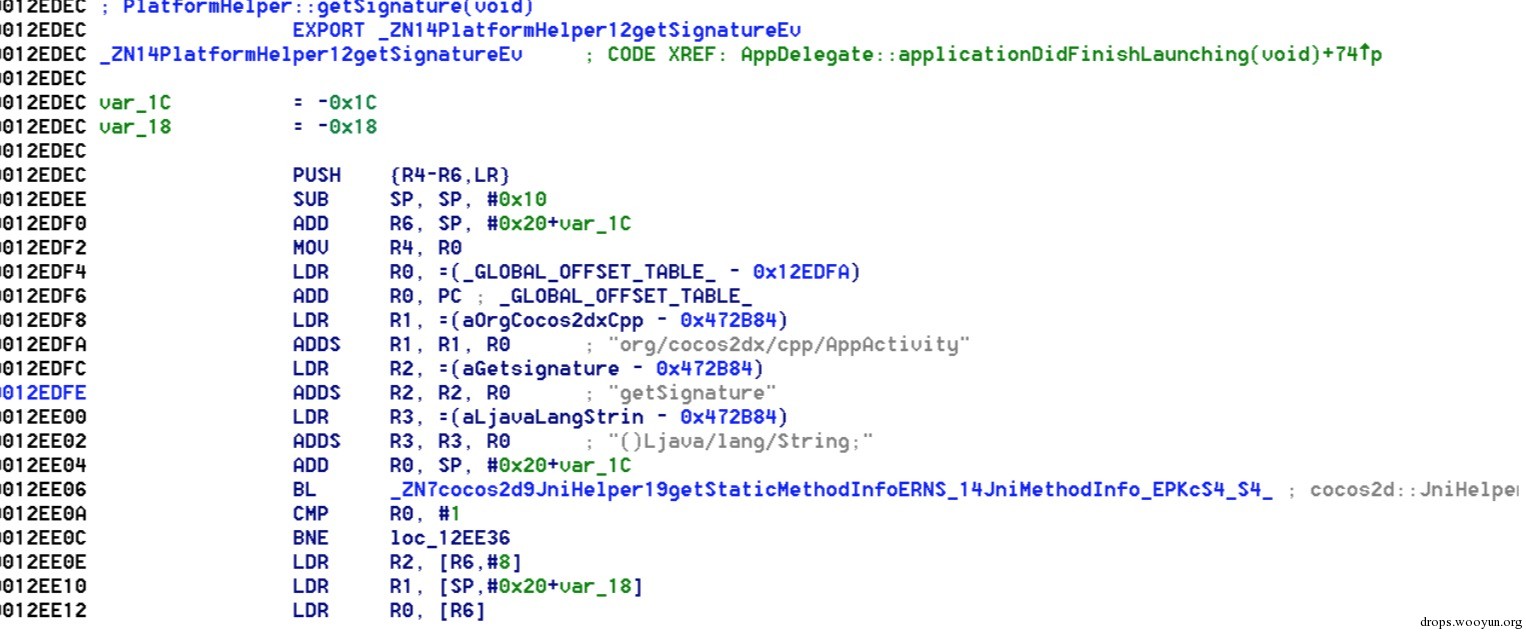 0012EDEC ; PlatformHelper::getSignature(void)
0012EDEC EXPORT _ZN14PlatformHelper12getSignatureEv
0012EDEC _ZN14PlatformHelper12getSignatureEv ; CODE XREF: AppDelegate::applicationDidFinishLaunching(void)+74↑p
0012EDEC
0012EDEC var_1C = -0x1C
0012EDEC var_18 = -0x18
0012EDEC
0012EDEC PUSH {R4-R6,LR}
0012EDEE SUB SP, SP, #0x10
0012EDF0 ADD R6, SP, #0x20+var_1C
0012EDF2 MOV R4, R0
0012EDF4 LDR R0, =(_GLOBAL_OFFSET_TABLE_ - 0x12EDFA)
0012EDF6 ADD R0, PC ; _GLOBAL_OFFSET_TABLE_
0012EDF8 LDR R1, =(aOrgCocos2dxCpp - 0x472B84)
0012EDFA ADDS R1, R1, R0 ; "org/cocos2dx/cpp/AppActivity"
0012EDFC LDR R2, =(aGetsignature - 0x472B84)
0012EDFE ADDS R2, R2, R0 ; "getSignature"
0012EE00 LDR R3, =(aLjavaLangStrin - 0x472B84)
0012EE02 ADDS R3, R3, R0 ; "()Ljava/lang/String;"
0012EE04 ADD R0, SP, #0x20+var_1C
0012EE06 BL _ZN7cocos2d9JniHelper19getStaticMethodInfoERNS_14JniMethodInfo_EPKcS4_S4_ ; cocos2d::JniHelper
0012EE0A CMP R0, #1
0012EE0C BNE loc_12EE36
0012EE0E LDR R2, [R6,#8]
0012EE10 LDR R1, [SP,#0x20+var_18]
0012EE12 LDR R0, [R6]
drops.wooyun.org